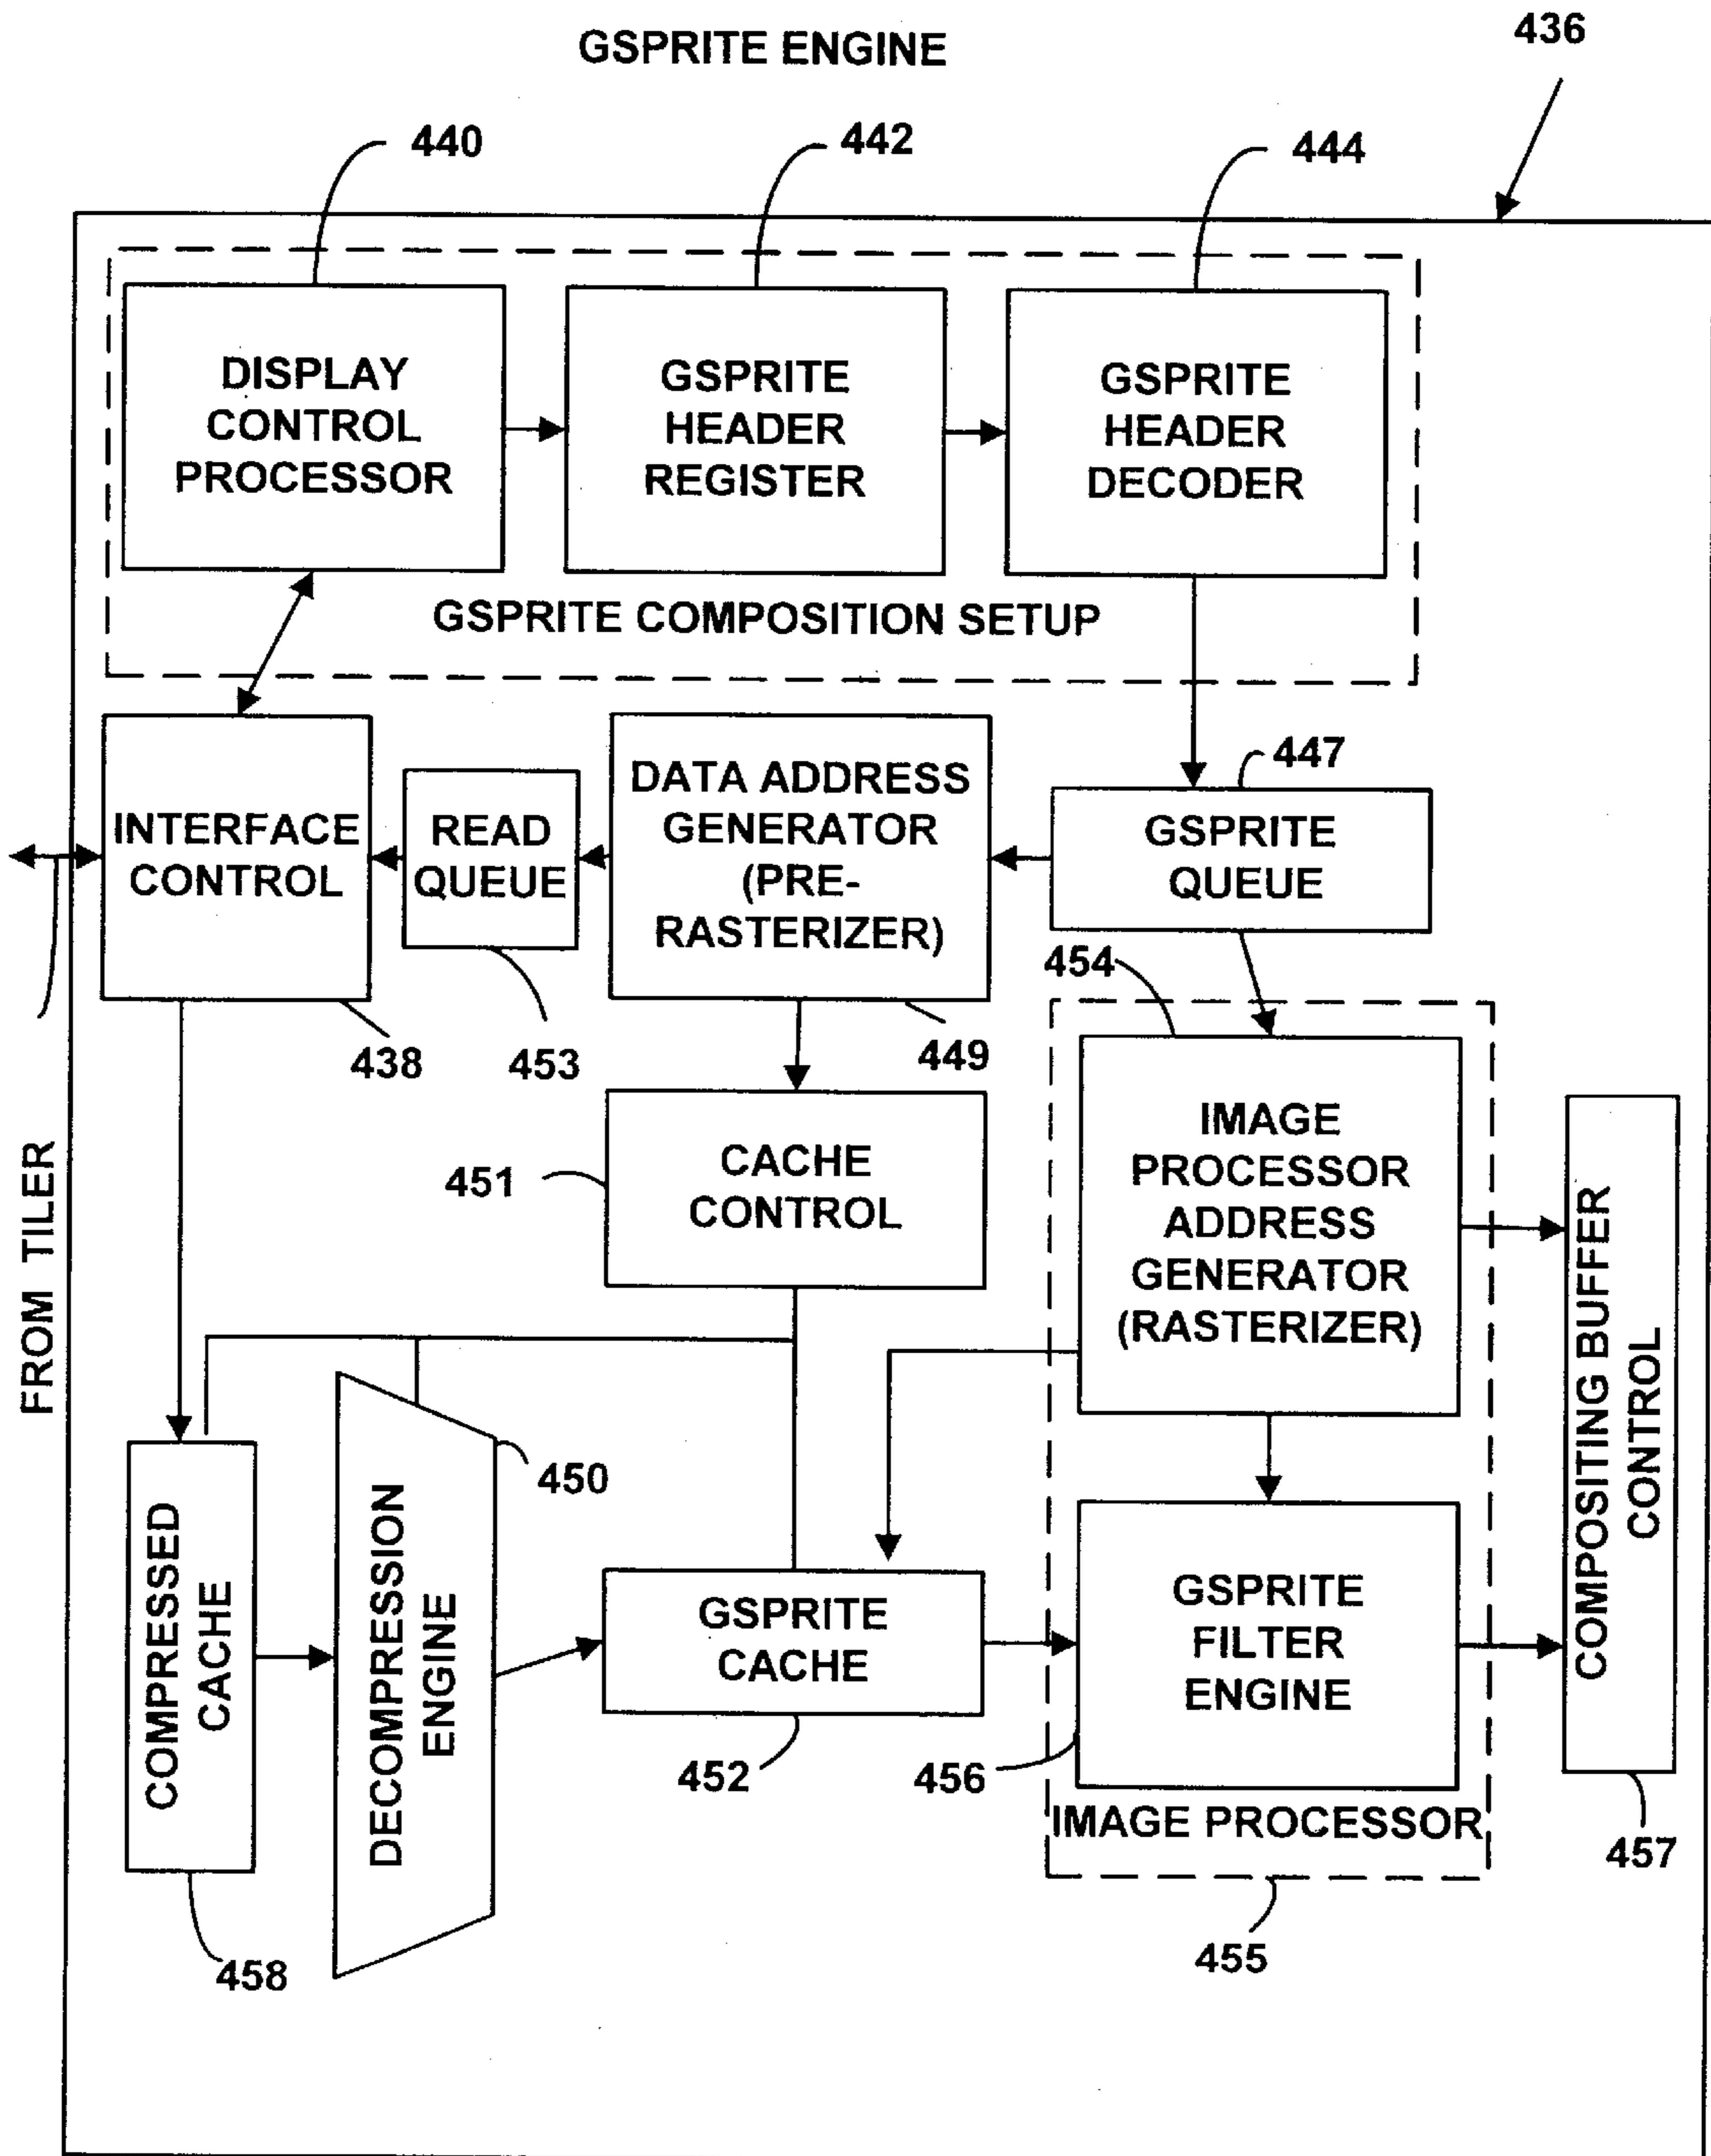 GSPRITE ENGINE
436
440
442
444
DISPLAY
CONTROL
PROCESSOR
GSPRITE
HEADER
REGISTER
GSPRITE
HEADER
DECODER
GSPRITE COMPOSITION SETUP
447
INTERFACE
CONTROL
READ
QUEUE
DATA ADDRESS
GENERATOR
(PRE-
RASTERIZER)
GSPRITE
QUEUE
454
438
453
449
FROM TILER
451
CACHE
CONTROL
IMAGE
PROCESSOR
ADDRESS
GENERATOR
(RASTERIZER)
COMPOSITING BUFFER
CONTROL
450
COMPRESSED
CACHE
DECOMPRESSION
ENGINE
GSPRITE
CACHE
GSPRITE
FILTER
ENGINE
452
456
IMAGE PROCESSOR
457
458
455